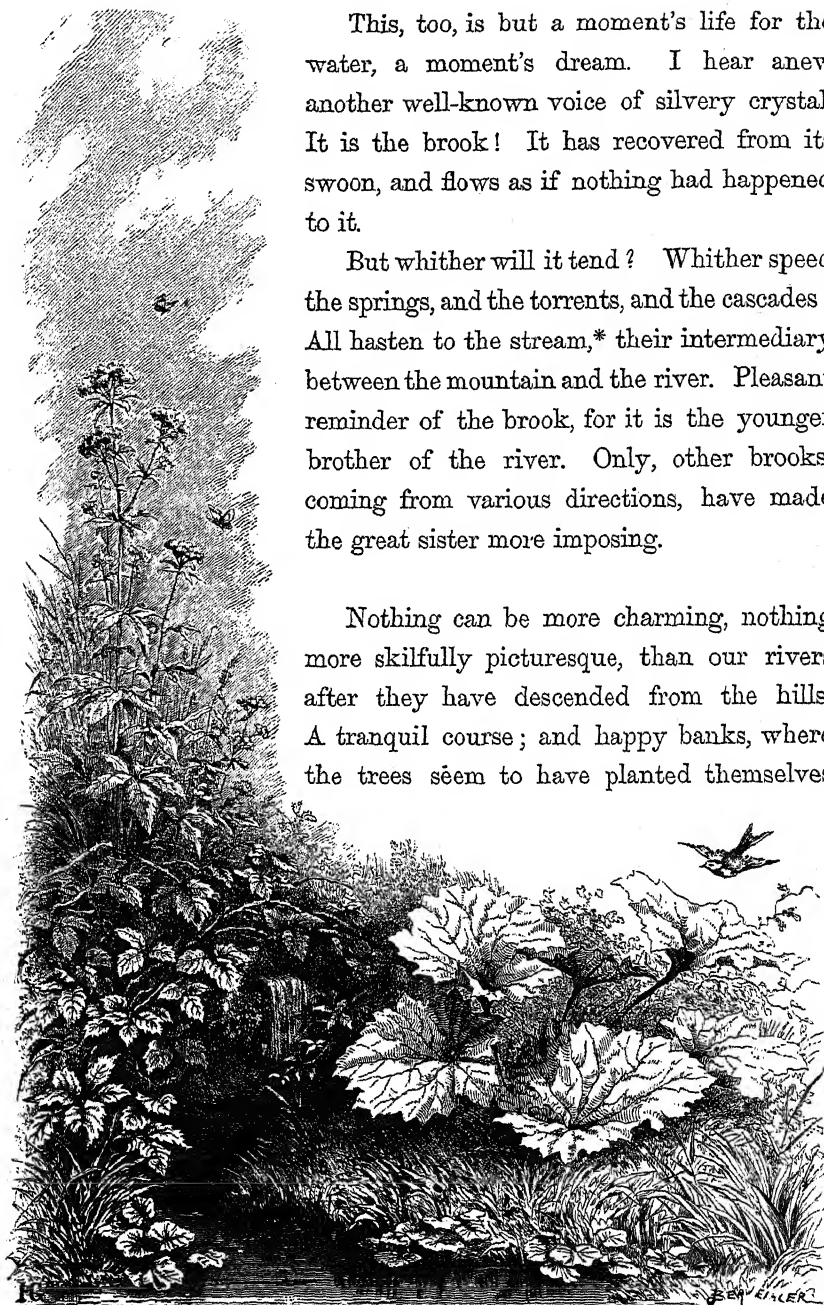 This, too, is but a moment's life for the
water, a moment's dream. I hear anew
another well-known voice of silvery crystal
It is the brook! It has recovered from it
swoon, and flows as if nothing had happened
to it.
But whither will it tend? Whither speed
the springs, and the torrents, and the cascades
All hasten to the stream,* their intermediary
between the mountain and the river. Pleasant
reminder of the brook, for it is the younger
brother of the river. Only, other brooks
coming from various directions, have made
the great sister more imposing.
Nothing can be more charming, nothing
more skilfully picturesque, than our rivers
after they have descended from the hills
A tranquil course; and happy banks, where
the trees seem to have planted themselves